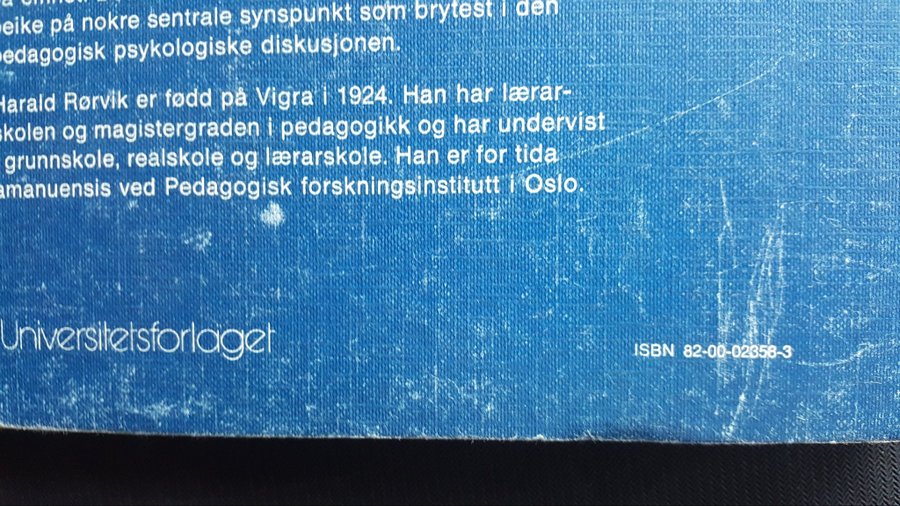 peike på nokre sentrale synspunkt som brytest i den
pedagogisk psykologiske diskusjonen.
Harald Rørvik er fødd på Vigra i 1924. Han har lærar-
skolen og magistergraden i pedagogikk og har undervist
grunnskole, realskole og lærarskole. Han er for tida
amanuensis ved Pedagogisk forskningsinstitutt i Oslo.
Universitetsforlaget
ISBN 82-00-02358-3